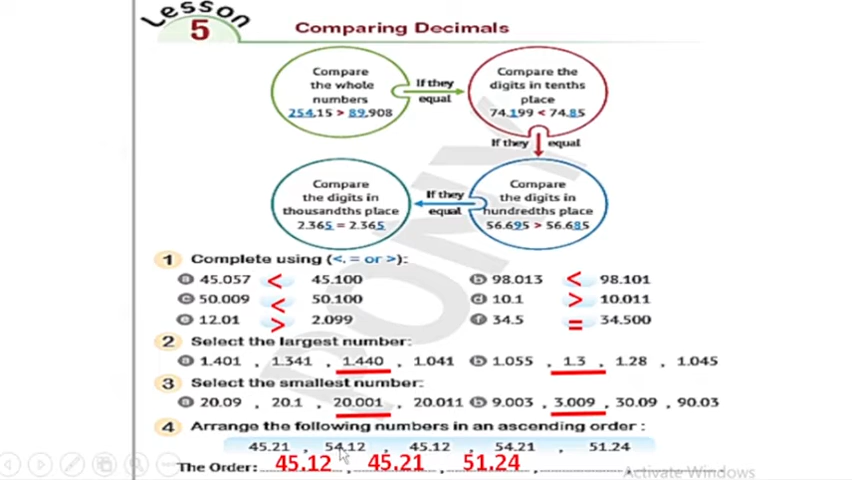 Lesson
5
Comparing Decimals
Compare
the whole
numbers
254.15 > 89.908
If they
equal
Compare the
digits in tenths
place
74.199 < 74.85
If they equal
Compare
the digits in
hundredths place
56.695 > 56.685
If they
equal
Compare
the digits in
thousandths place
2.365 = 2.365
PONY
1 Complete using (<, = or >):
a 45.057 < 45.100 b 98.013 < 98.101
c 50.009 < 50.100 d 10.1 > 10.011
e 12.01 > 2.099 f 34.5 = 34.500
2 Select the largest number:
a 1.401 , 1.341 , 1.440 , 1.041 b 1.055 , 1.3 , 1.28 , 1.045
3 Select the smallest number:
a 20.09 , 20.1 , 20.001 , 20.011 b 9.003 , 3.009 , 30.09 , 90.03
4 Arrange the following numbers in an ascending order :
45.21 , 54.12 , 45.12 , 54.21 , 51.24
The Order: 45.12 , 45.21 , 51.24 ,
Activate Windows